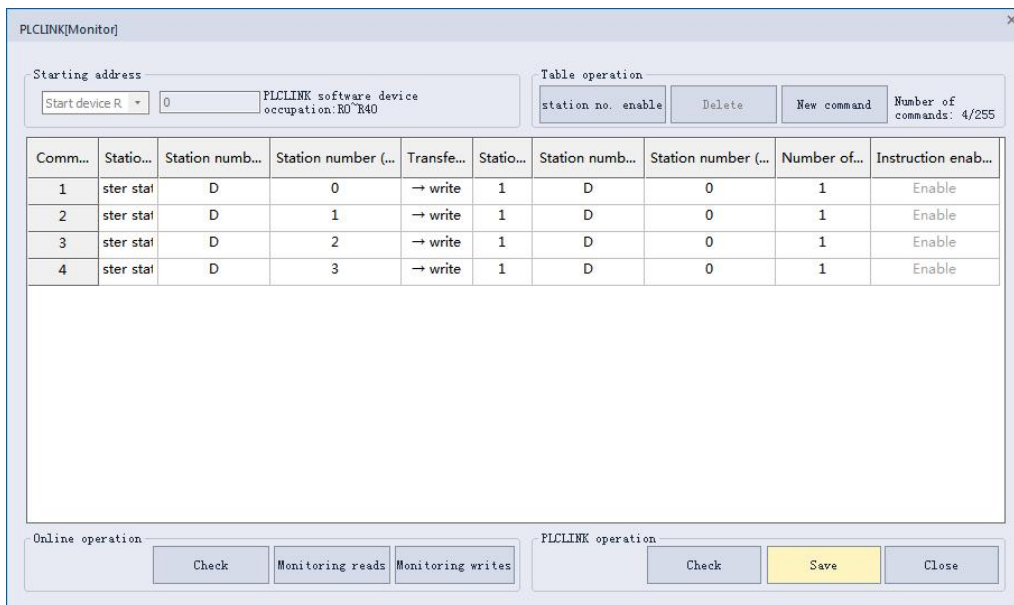 PLCLINK[Monitor]
Starting address
Start device R 0 PLCLINK software device
occupation:R0~R40
Table operation
station no. enable Delete New command Number of
commands: 4/255
Comm... Statio... Station numb... Station number (... Transfe... Statio... Station numb... Station number (... Number of... Instruction enab...
1 ster stat D 0 → write 1 D 0 1 Enable
2 ster stat D 1 → write 1 D 0 1 Enable
3 ster stat D 2 → write 1 D 0 1 Enable
4 ster stat D 3 → write 1 D 0 1 Enable
Online operation
Check Monitoring reads Monitoring writes
PLCLINK operation
Check Save Close